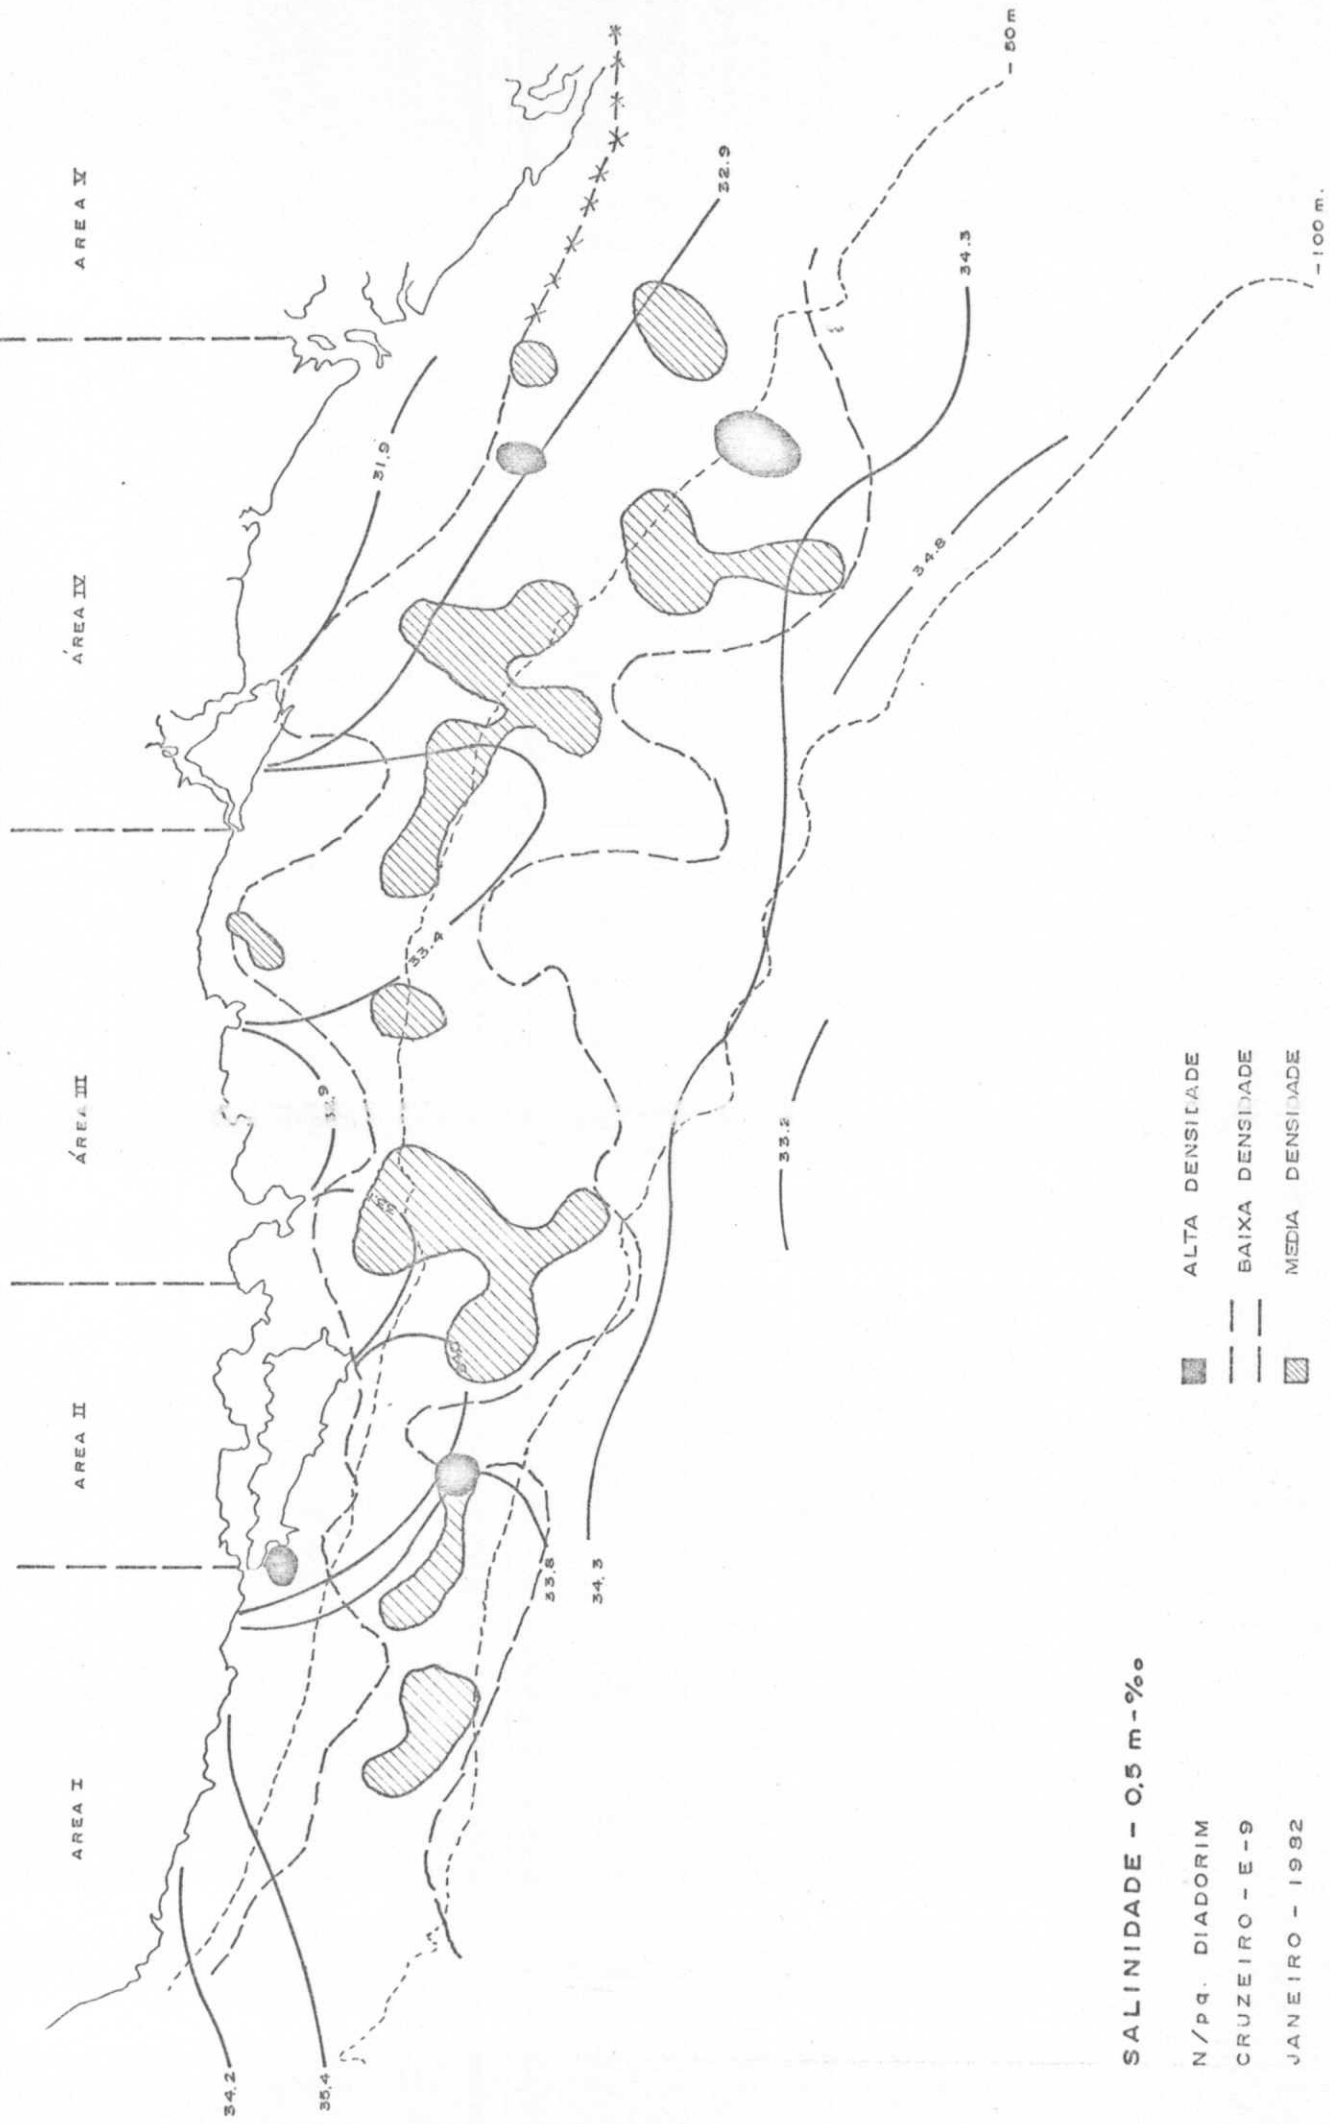 AREA I
AREA II
ÁREA III
ÁREA IV
AREA V
34.2
35.4
33.8
34.3
32.9
33.4
33.2
31.9
32.9
34.8
34.3
- 50 m
-100 m.
SALINIDADE - 0,5 m - ‰
N/pq. DIADORIM
CRUZEIRO - E - 9
JANEIRO - 1982
ALTA DENSIDADE
BAIXA DENSIDADE
MEDIA DENSIDADE